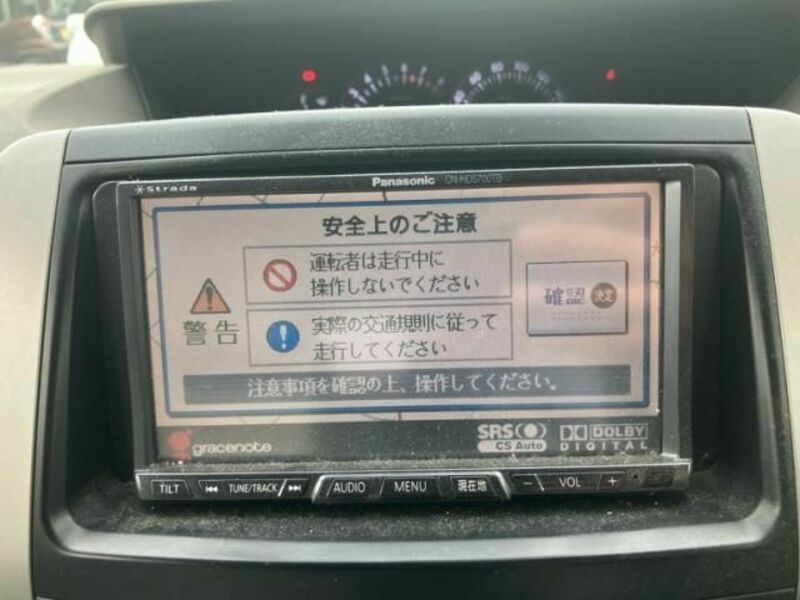 Strada
Panasonic CN-HDS700TB
安全上のご注意
運転者は走行中に
操作しないでください
警告
実際の交通規則に従って
走行してください
確認 決定
注意事項を確認の上、操作してください。
gracenote
SRS
CS Auto
DOLBY
DIGITAL
TILT
TUNE/TRACK
AUDIO
MENU
現在地
− VOL +